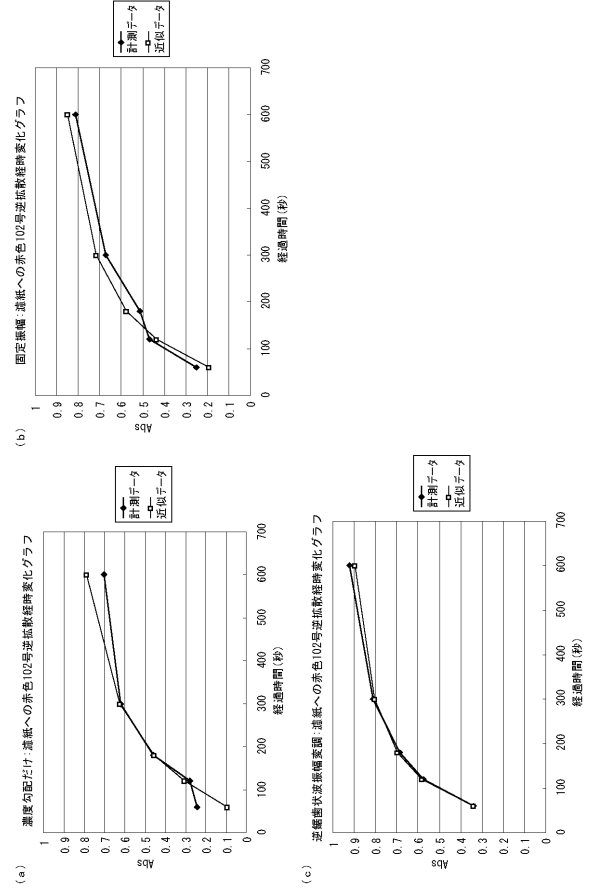 (a)
濃度勾配だけ：濾紙への赤色102号逆拡散経時変化グラフ
0.9
0.8
0.7
0.6
0.5
0.4
0.3
0.2
0.1
0
Abs
0 100 200 300 400 500 600 700
経過時間(秒)
計測データ
近似データ
(b)
固定振幅：濾紙への赤色102号逆拡散経時変化グラフ
1
0.9
0.8
0.7
0.6
0.5
0.4
0.3
0.2
0.1
0
Abs
0 100 200 300 400 500 600 700
経過時間(秒)
計測データ
近似データ
(c)
逆鋸歯状波振幅変調：濾紙への赤色102号逆拡散経時変化グラフ
1
0.9
0.8
0.7
0.6
0.5
0.4
0.3
0.2
0.1
0
Abs
0 100 200 300 400 500 600 700
経過時間(秒)
計測データ
近似データ